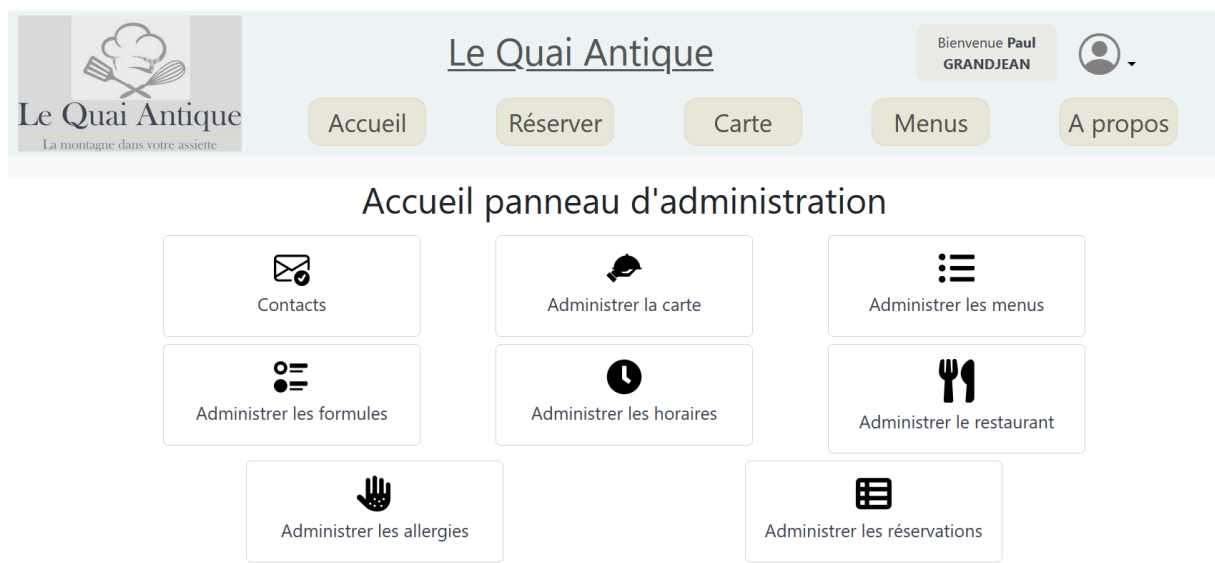 Le Quai Antique
La montagne dans votre assiette
Le Quai Antique
Bienvenue Paul
GRANDJEAN
Accueil
Réserver
Carte
Menus
A propos
Accueil panneau d'administration
Contacts
Administrer la carte
Administrer les menus
Administrer les formules
Administrer les horaires
Administrer le restaurant
Administrer les allergies
Administrer les réservations